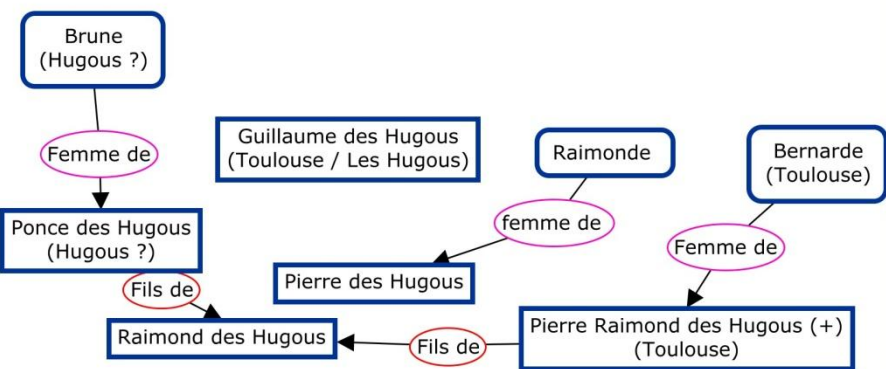 Brune
(Hugous ?)
Femme de
Guillaume des Hugous
(Toulouse / Les Hugous)
Raimonde
Bernarde
(Toulouse)
Ponce des Hugous
(Hugous ?)
femme de
Femme de
Pierre des Hugous
Fils de
Raimond des Hugous
Fils de
Pierre Raimond des Hugous (+)
(Toulouse)